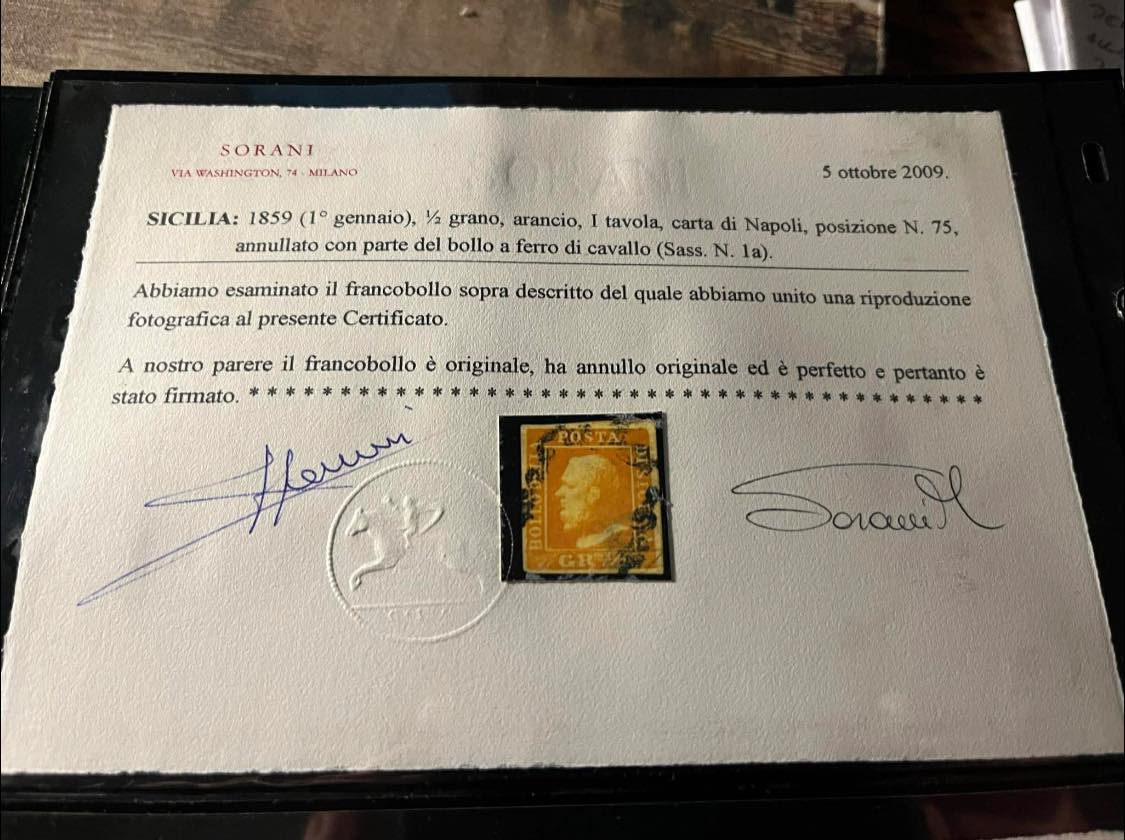 SORANI
VIA WASHINGTON, 74 - MILANO
5 ottobre 2009.
SICILIA: 1859 (1° gennaio), ½ grano, arancio, I tavola, carta di Napoli, posizione N. 75,
annullato con parte del bollo a ferro di cavallo (Sass. N. 1a).
Abbiamo esaminato il francobollo sopra descritto del quale abbiamo unito una riproduzione
fotografica al presente Certificato.
A nostro parere il francobollo è originale, ha annullo originale ed è perfetto e pertanto è
stato firmato. * * * * * * * * * * * * * * * * * * * * * * * * * * * * * * * * * * * * * * * * *
POSTA
BOLLO
GR
Sorani